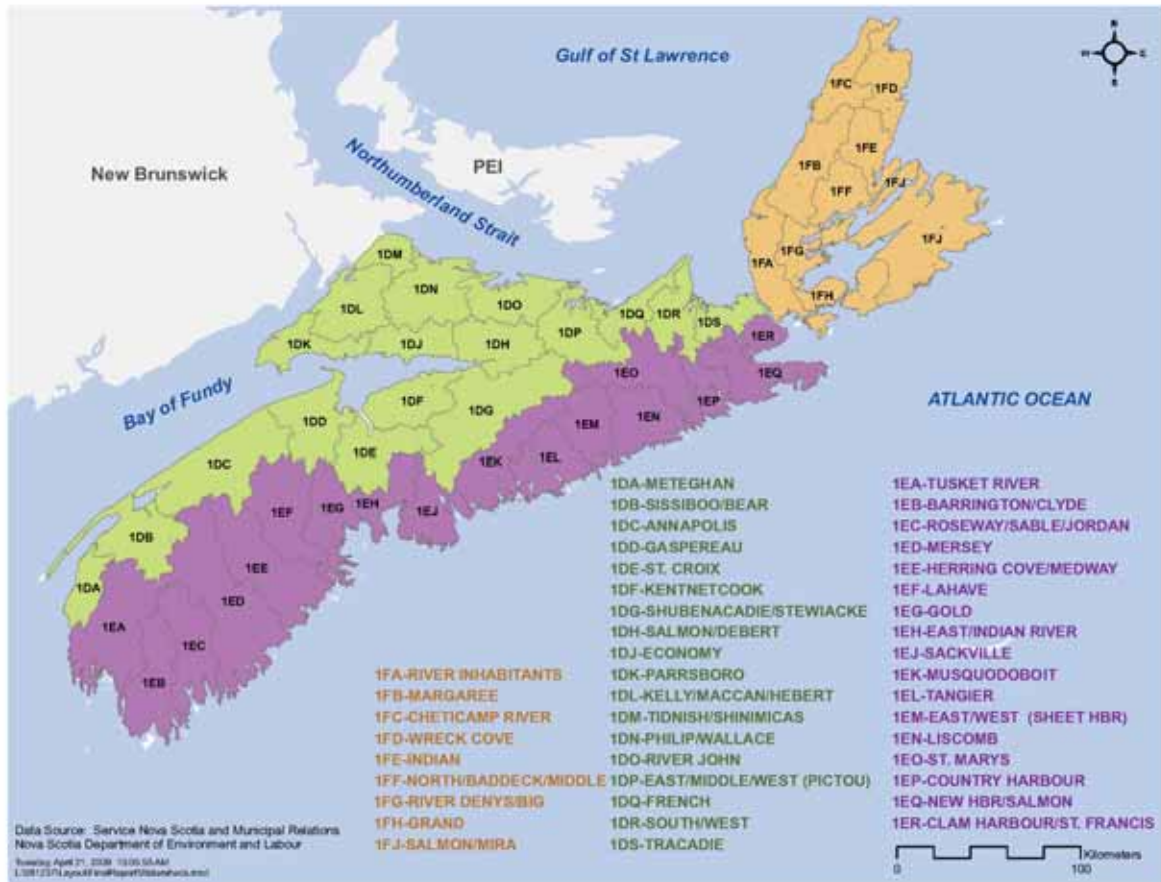 Gulf of St Lawrence
N
W
E
S
New Brunswick
PEI
Northumberland Strait
Bay of Fundy
ATLANTIC OCEAN
1FC
1FD
1FE
1FB
1FF
1FJ
1FG
1FJ
1FA
1FH
1DM
1DN
1DL
1DO
1DQ
1DR
1DS
1DP
1DK
1DJ
1DH
1ER
1EO
1EQ
1DF
1DG
1EP
1DD
1EM
1EN
1DE
1EK
1EL
1DC
1EF
1EG
1EH
1EJ
1DB
1EE
1DA
1ED
1EA
1EC
1EB
1FA-RIVER INHABITANTS
1FB-MARGAREE
1FC-CHETICAMP RIVER
1FD-WRECK COVE
1FE-INDIAN
1FF-NORTH/BADDECK/MIDDLE
1FG-RIVER DENYS/BIG
1FH-GRAND
1FJ-SALMON/MIRA
1DA-METEGHAN
1DB-SISSIBOO/BEAR
1DC-ANNAPOLIS
1DD-GASPEREAU
1DE-ST. CROIX
1DF-KENTNETCOOK
1DG-SHUBENACADIE/STEWIACKE
1DH-SALMON/DEBERT
1DJ-ECONOMY
1DK-PARRSBORO
1DL-KELLY/MACCAN/HEBERT
1DM-TIDNISH/SHINIMICAS
1DN-PHILIP/WALLACE
1DO-RIVER JOHN
1DP-EAST/MIDDLE/WEST (PICTOU)
1DQ-FRENCH
1DR-SOUTH/WEST
1DS-TRACADIE
1EA-TUSKET RIVER
1EB-BARRINGTON/CLYDE
1EC-ROSEWAY/SABLE/JORDAN
1ED-MERSEY
1EE-HERRING COVE/MEDWAY
1EF-LAHAVE
1EG-GOLD
1EH-EAST/INDIAN RIVER
1EJ-SACKVILLE
1EK-MUSQUODOBOIT
1EL-TANGIER
1EM-EAST/WEST (SHEET HBR)
1EN-LISCOMB
1EO-ST. MARYS
1EP-COUNTRY HARBOUR
1EQ-NEW HBR/SALMON
1ER-CLAM HARBOUR/ST. FRANCIS
Kilometers
0 100
Data Source: Service Nova Scotia and Municipal Relations
Nova Scotia Department of Environment and Labour
Tuesday, April 21, 2009